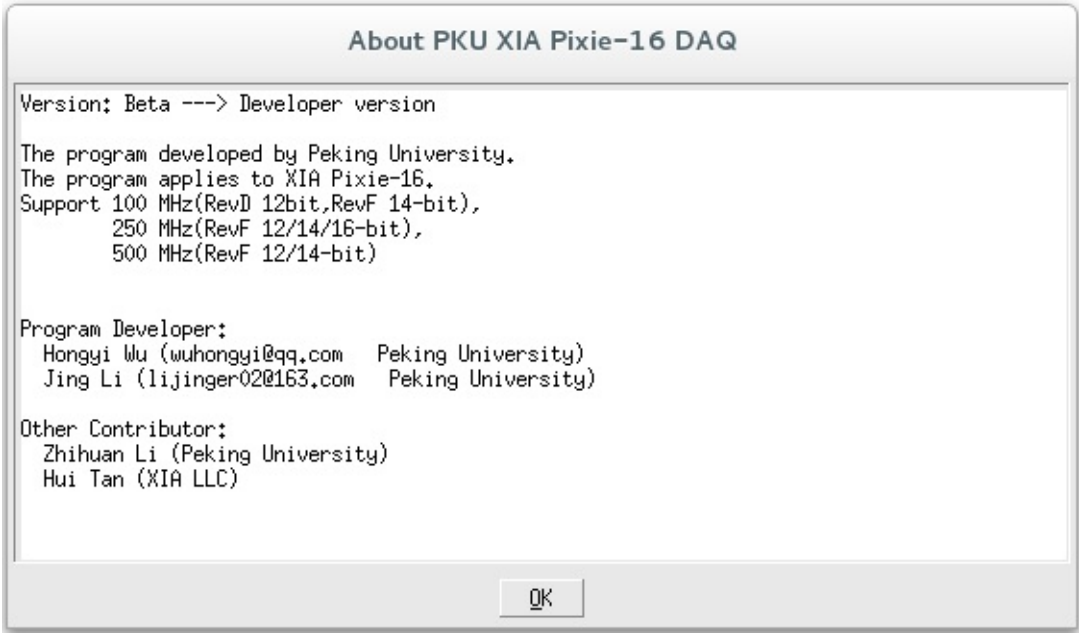 About PKU XIA Pixie-16 DAQ
Version: Beta ---> Developer version
The program developed by Peking University.
The program applies to XIA Pixie-16.
Support 100 MHz(RevD 12bit,RevF 14-bit),
250 MHz(RevF 12/14/16-bit),
500 MHz(RevF 12/14-bit)
Program Developer:
Hongyi Wu (wuhongyi@qq.com   Peking University)
Jing Li (lijinger02@163.com   Peking University)
Other Contributor:
Zhihuan Li (Peking University)
Hui Tan (XIA LLC)
OK